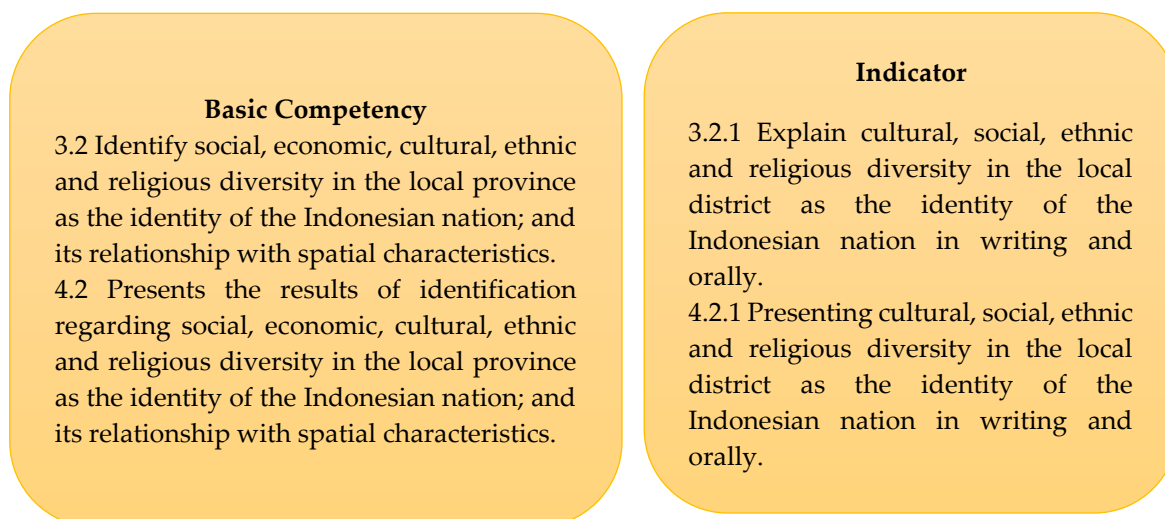 Basic Competency
3.2 Identify social, economic, cultural, ethnic
and religious diversity in the local province
as the identity of the Indonesian nation; and
its relationship with spatial characteristics.
4.2 Presents the results of identification
regarding social, economic, cultural, ethnic
and religious diversity in the local province
as the identity of the Indonesian nation; and
its relationship with spatial characteristics.
Indicator
3.2.1 Explain cultural, social, ethnic
and religious diversity in the local
district as the identity of the
Indonesian nation in writing and
orally.
4.2.1 Presenting cultural, social, ethnic
and religious diversity in the local
district as the identity of the
Indonesian nation in writing and
orally.